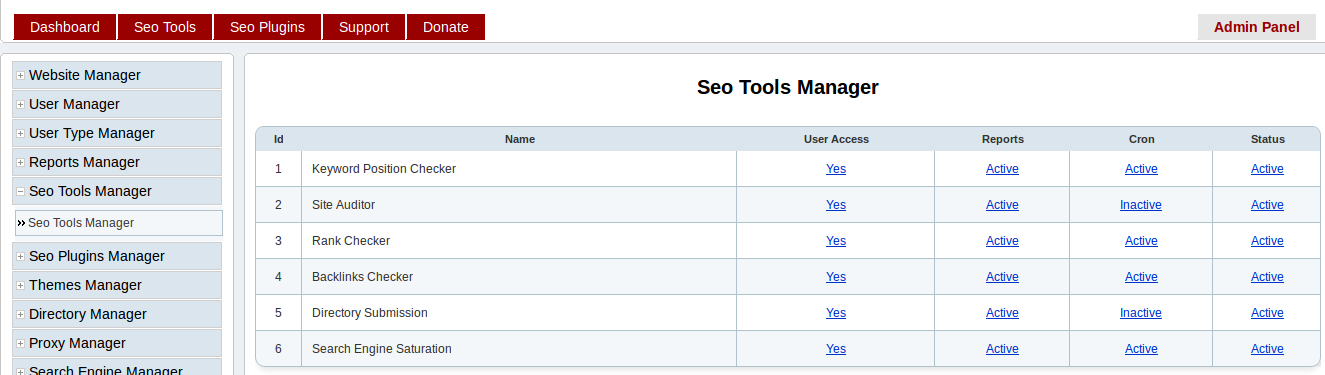 Dashboard Seo Tools Seo Plugins Support Donate Admin Panel
Website Manager
User Manager
User Type Manager
Reports Manager
Seo Tools Manager
Seo Tools Manager
Seo Plugins Manager
Themes Manager
Directory Manager
Proxy Manager
Search Engine Manager
Seo Tools Manager
Id Name User Access Reports Cron Status
1 Keyword Position Checker Yes Active Active Active
2 Site Auditor Yes Active Inactive Active
3 Rank Checker Yes Active Active Active
4 Backlinks Checker Yes Active Active Active
5 Directory Submission Yes Active Inactive Active
6 Search Engine Saturation Yes Active Active Active